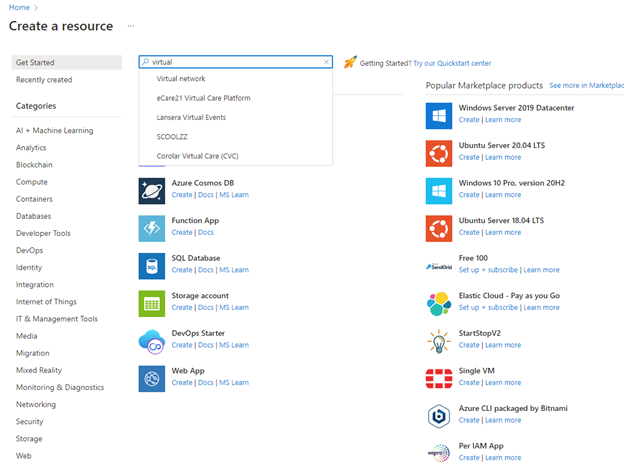 Home >
Create a resource ...
Get Started
Recently created
Categories
AI + Machine Learning
Analytics
Blockchain
Compute
Containers
Databases
Developer Tools
DevOps
Identity
Integration
Internet of Things
IT & Management Tools
Media
Migration
Mixed Reality
Monitoring & Diagnostics
Networking
Security
Storage
Web
virtual
Virtual network
eCare21 Virtual Care Platform
Lansera Virtual Events
SCOOLZZ
Corolar Virtual Care (CVC)
Azure Cosmos DB
Create | Docs | MS Learn
Function App
Create | Docs
SQL
SQL Database
Create | Docs | MS Learn
Storage account
Create | Docs | MS Learn
DevOps Starter
Create | Docs | MS Learn
Web App
Create | Docs | MS Learn
Getting Started? Try our Quickstart center
Popular Marketplace products See more in Marketplac
Windows Server 2019 Datacenter
Create | Learn more
Ubuntu Server 20.04 LTS
Create | Learn more
Windows 10 Pro, version 20H2
Create | Learn more
Ubuntu Server 18.04 LTS
Create | Learn more
SendGrid
Free 100
Set up + subscribe | Learn more
Elastic Cloud - Pay as you Go
Set up + subscribe | Learn more
StartStopV2
Create | Learn more
Single VM
Create | Learn more
Azure CLI packaged by Bitnami
Create | Learn more
wipro
Per IAM App
Create | Learn more